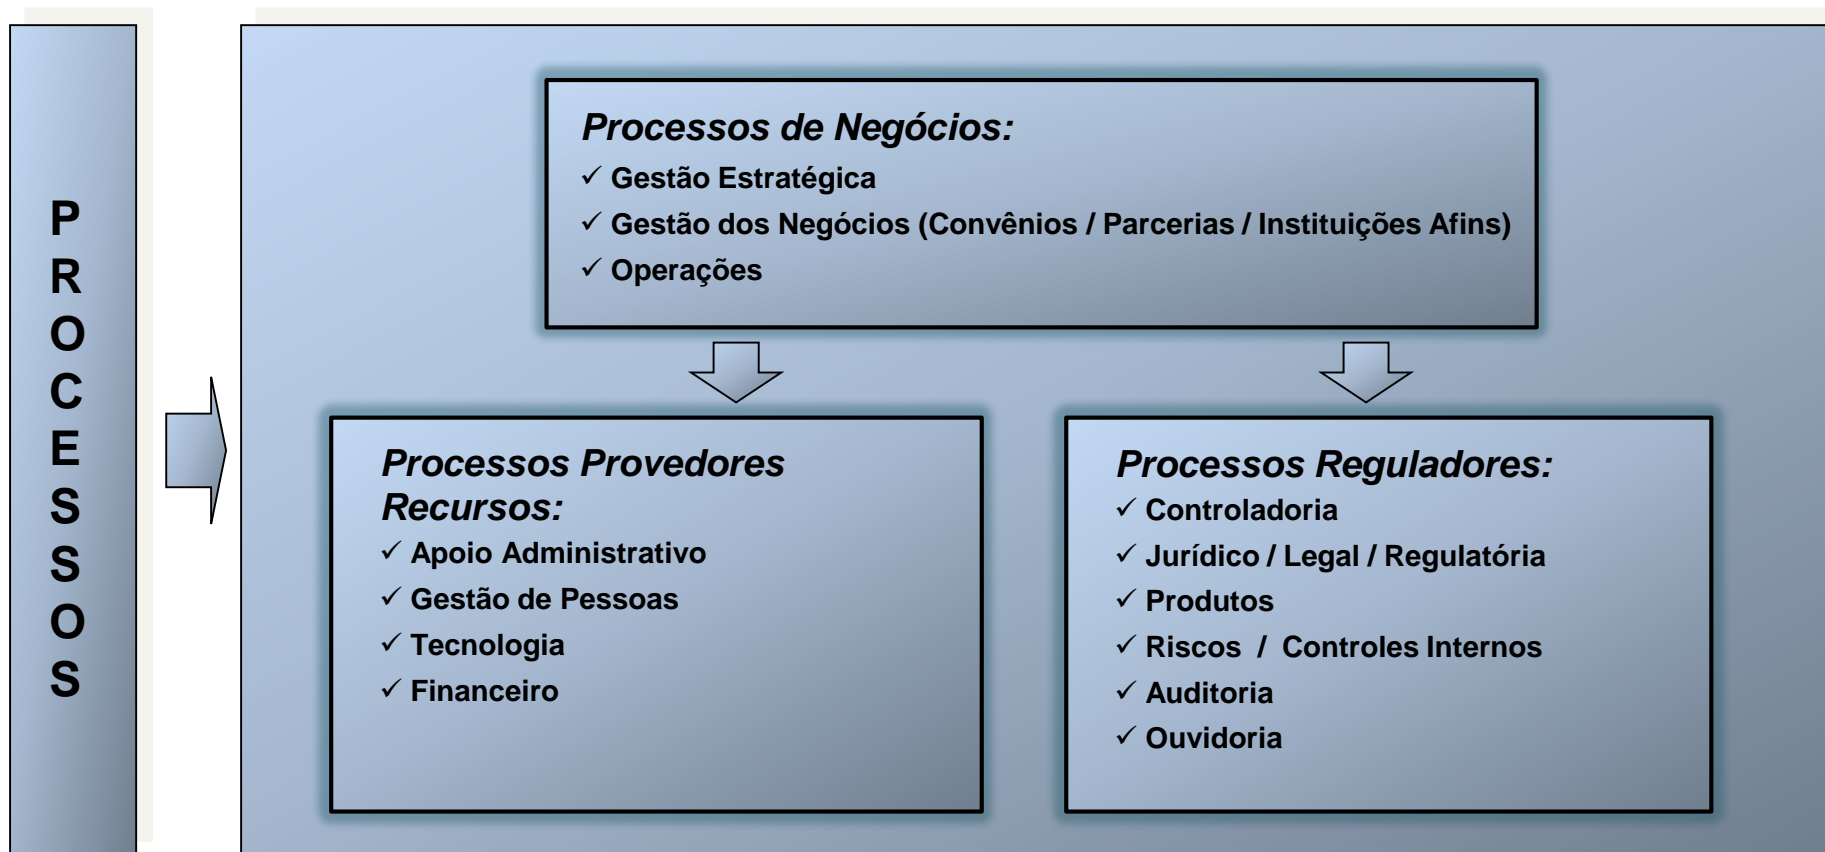 PROCESSOS
Processos de Negócios:
✓ Gestão Estratégica
✓ Gestão dos Negócios (Convênios / Parcerias / Instituições Afins)
✓ Operações
Processos Provedores
Recursos:
✓ Apoio Administrativo
✓ Gestão de Pessoas
✓ Tecnologia
✓ Financeiro
Processos Reguladores:
✓ Controladoria
✓ Jurídico / Legal / Regulatória
✓ Produtos
✓ Riscos / Controles Internos
✓ Auditoria
✓ Ouvidoria